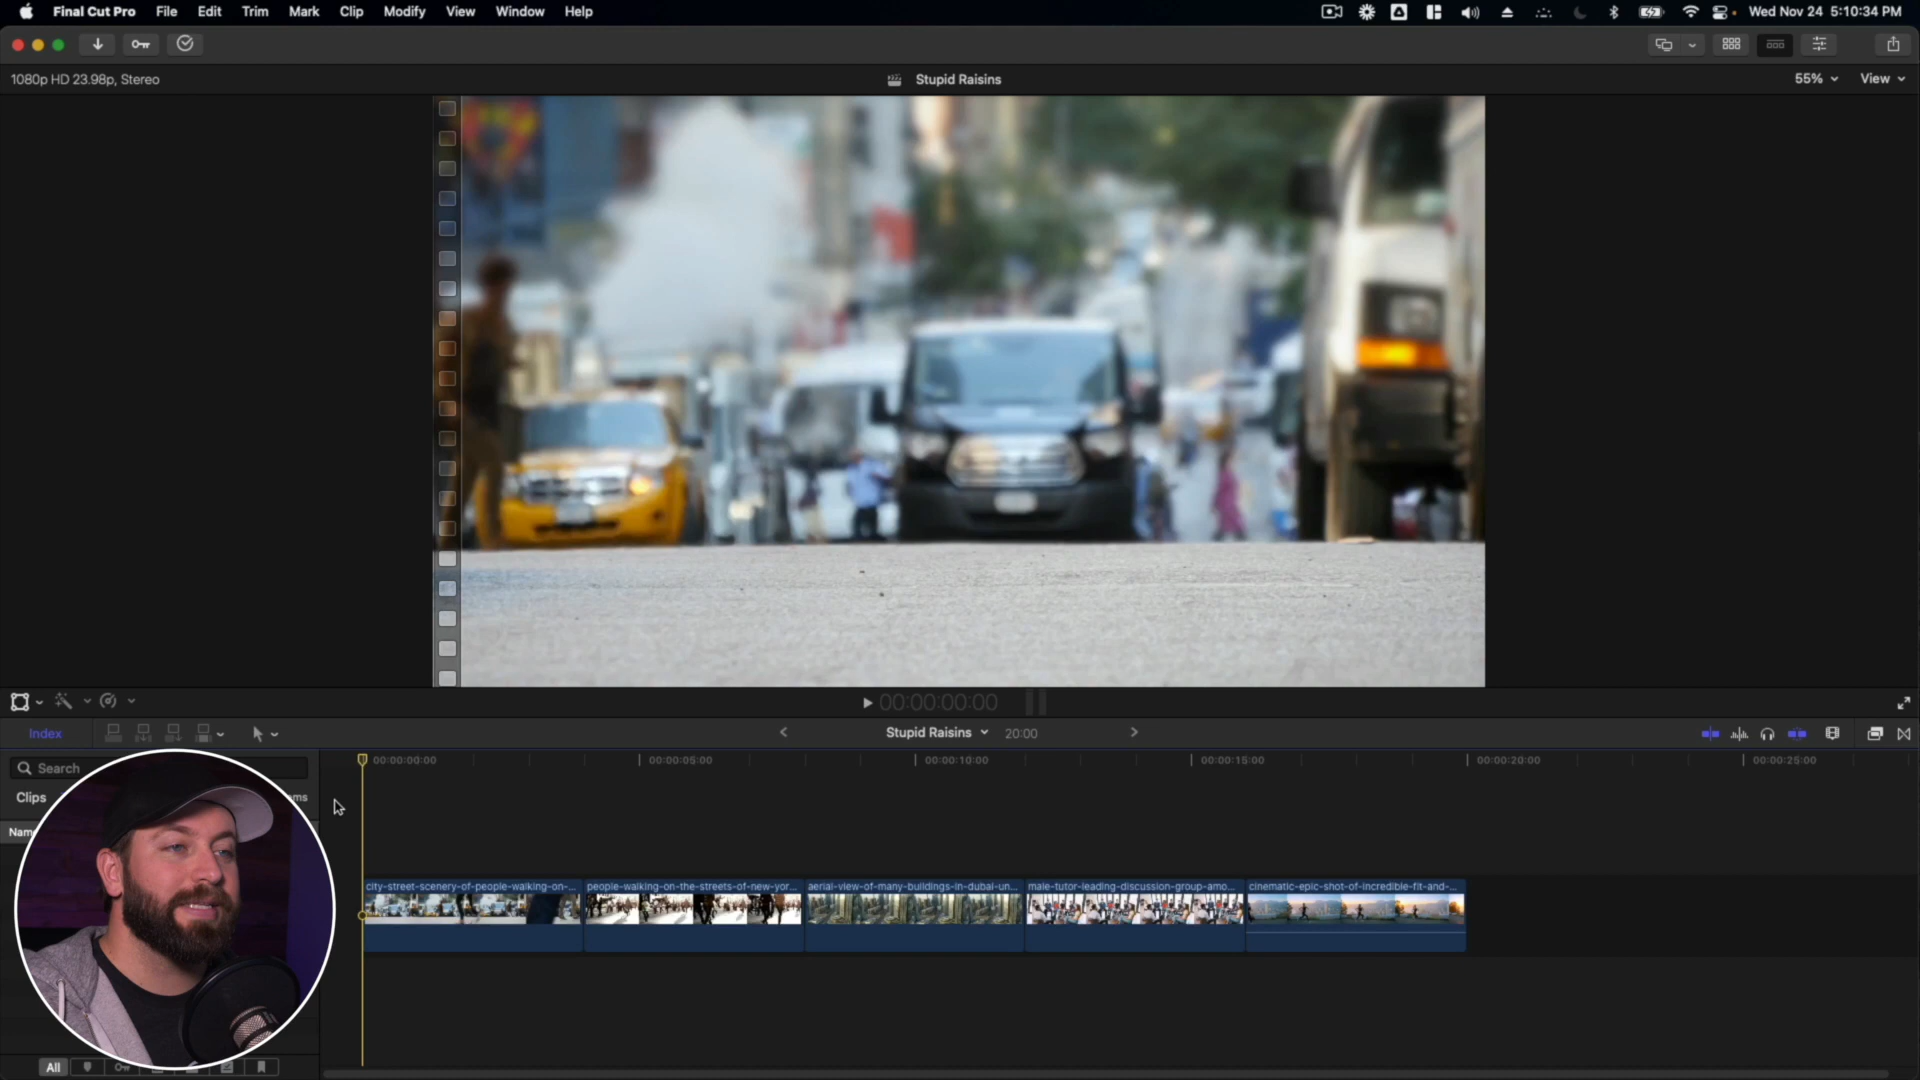 Final Cut Pro File Edit Trim Mark Clip Modify View Window Help Wed Nov 24 5:10:34 PM
1080p HD 23.98p, Stereo Stupid Raisins 55% View
00:00:00:00
Index Stupid Raisins 20:00
Search 00:00:00:00 00:00:05:00 00:00:10:00 00:00:15:00 00:00:20:00 00:00:25:00
Clips
city-street-scenery-of-people-walking-on-... people-walking-on-the-streets-of-new-yor... aerial-view-of-many-buildings-in-dubai-un... male-tutor-leading-discussion-group-amo... cinematic-epic-shot-of-incredible-fit-and-...
All